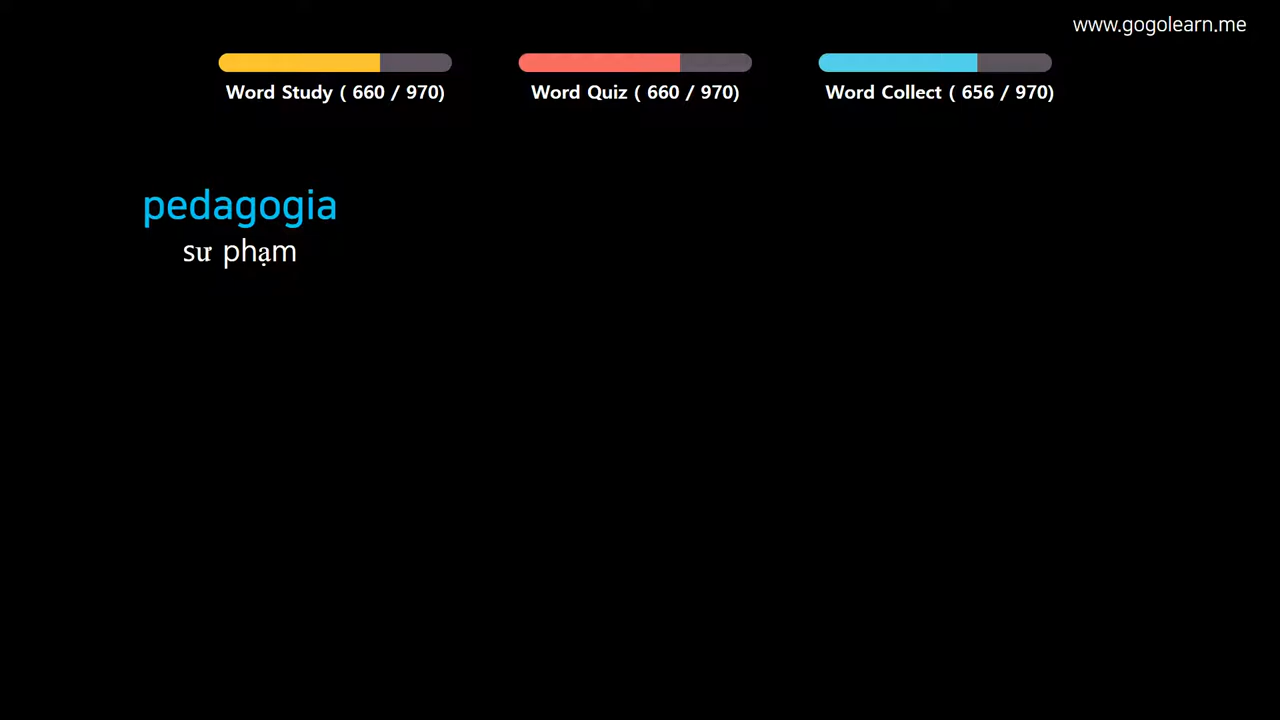 www.gogolearn.me
Word Study ( 660 / 970)
Word Quiz ( 660 / 970)
Word Collect ( 656 / 970)
pedagogia
sư phạm